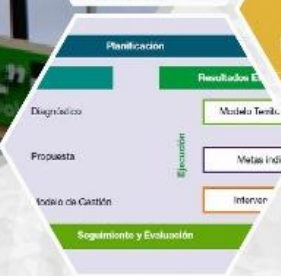 Planificación
Resultados E
Diagnóstico
Modelo Territ
Propuesta
Ejecución
Metas indi
Modelo de Gestión
Interven
Seguimiento y Evaluación